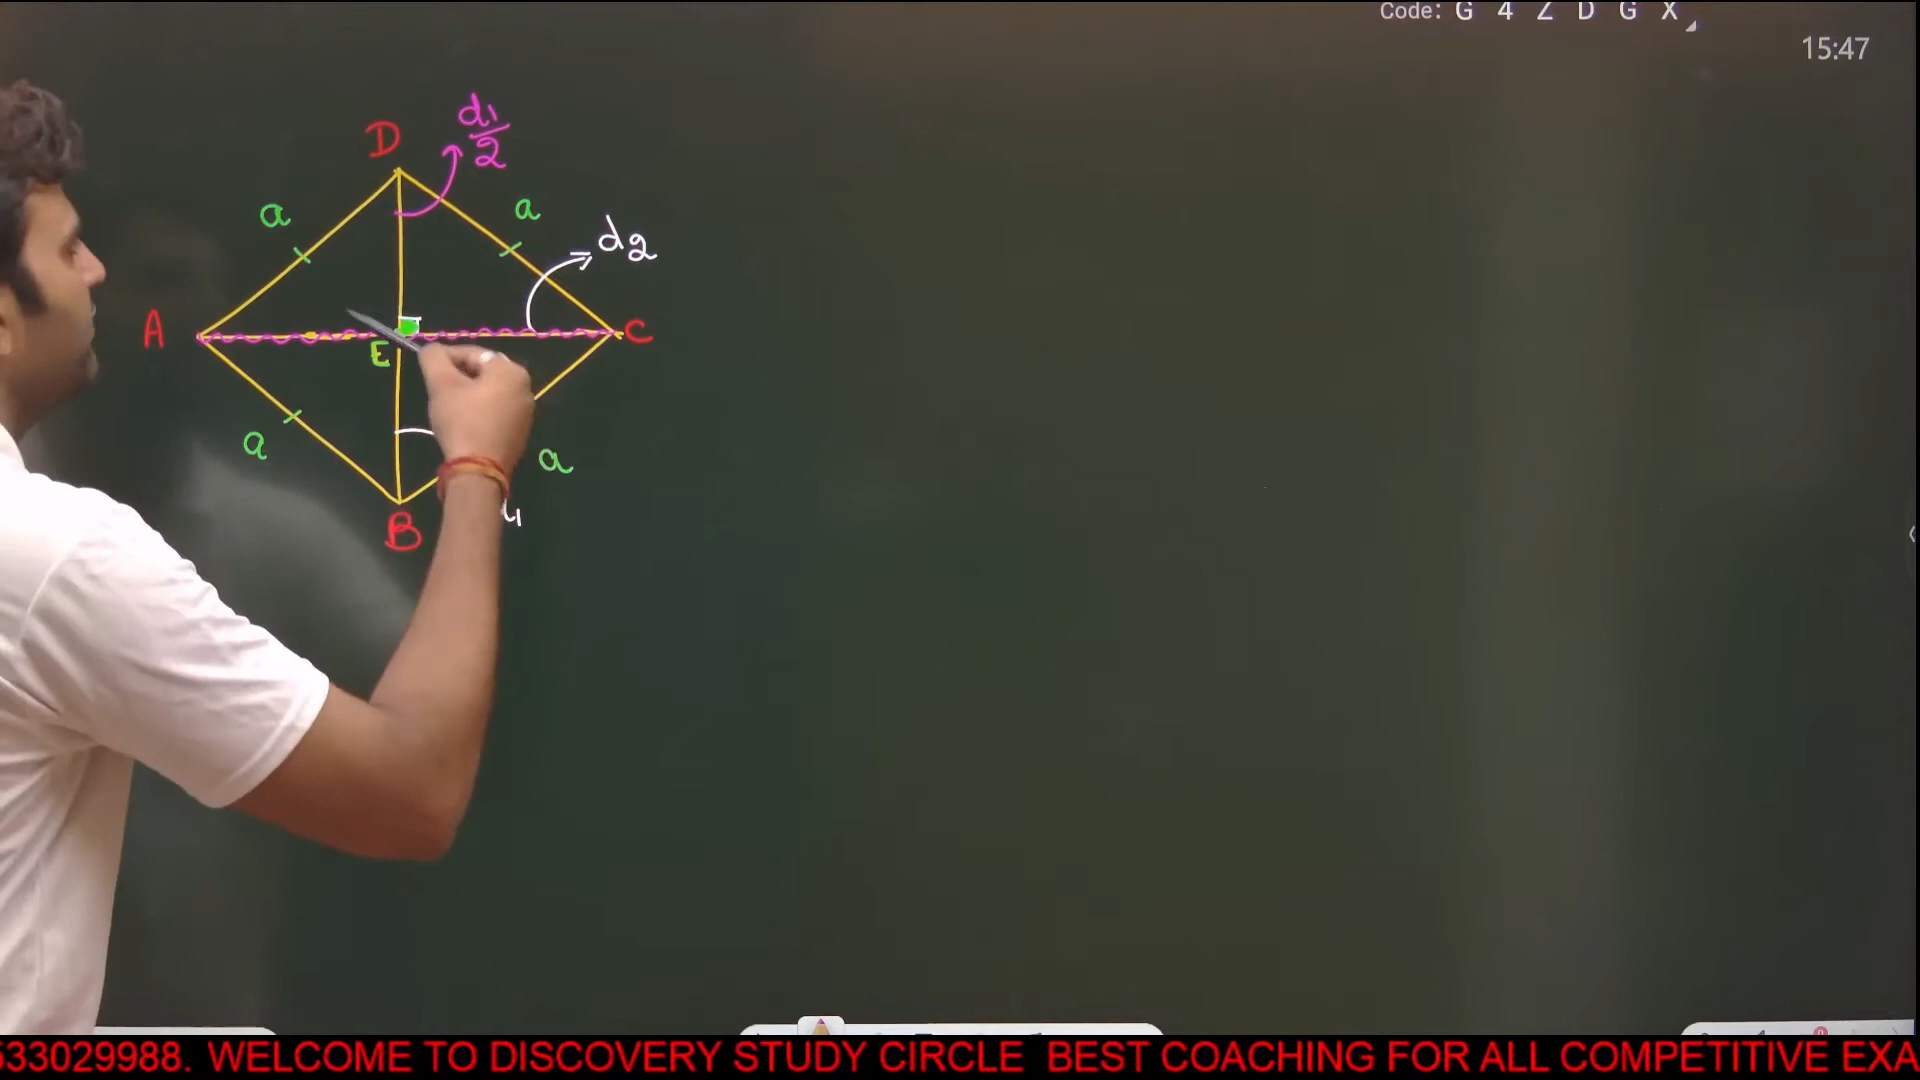 Code: G 4 Z D G X
15:47
d1/2
D
a
a
d2
A
E
C
a
a
B
533029988. WELCOME TO DISCOVERY STUDY CIRCLE BEST COACHING FOR ALL COMPETITIVE EXA